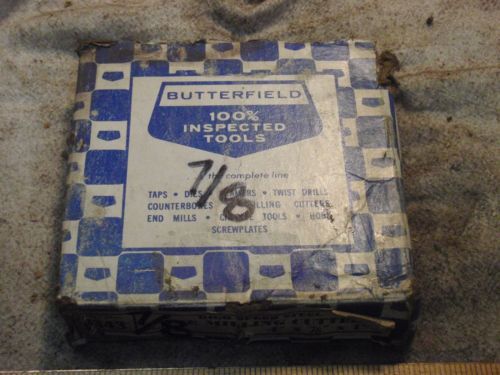 BUTTERFIELD
100%
INSPECTED
TOOLS
the complete line
7/8
TAPS • DIES • • TWIST DRILLS
COUNTERBORES • MILLING CUTTERS
END MILLS • TOOLS • HOBS
SCREWPLATES
MILLING